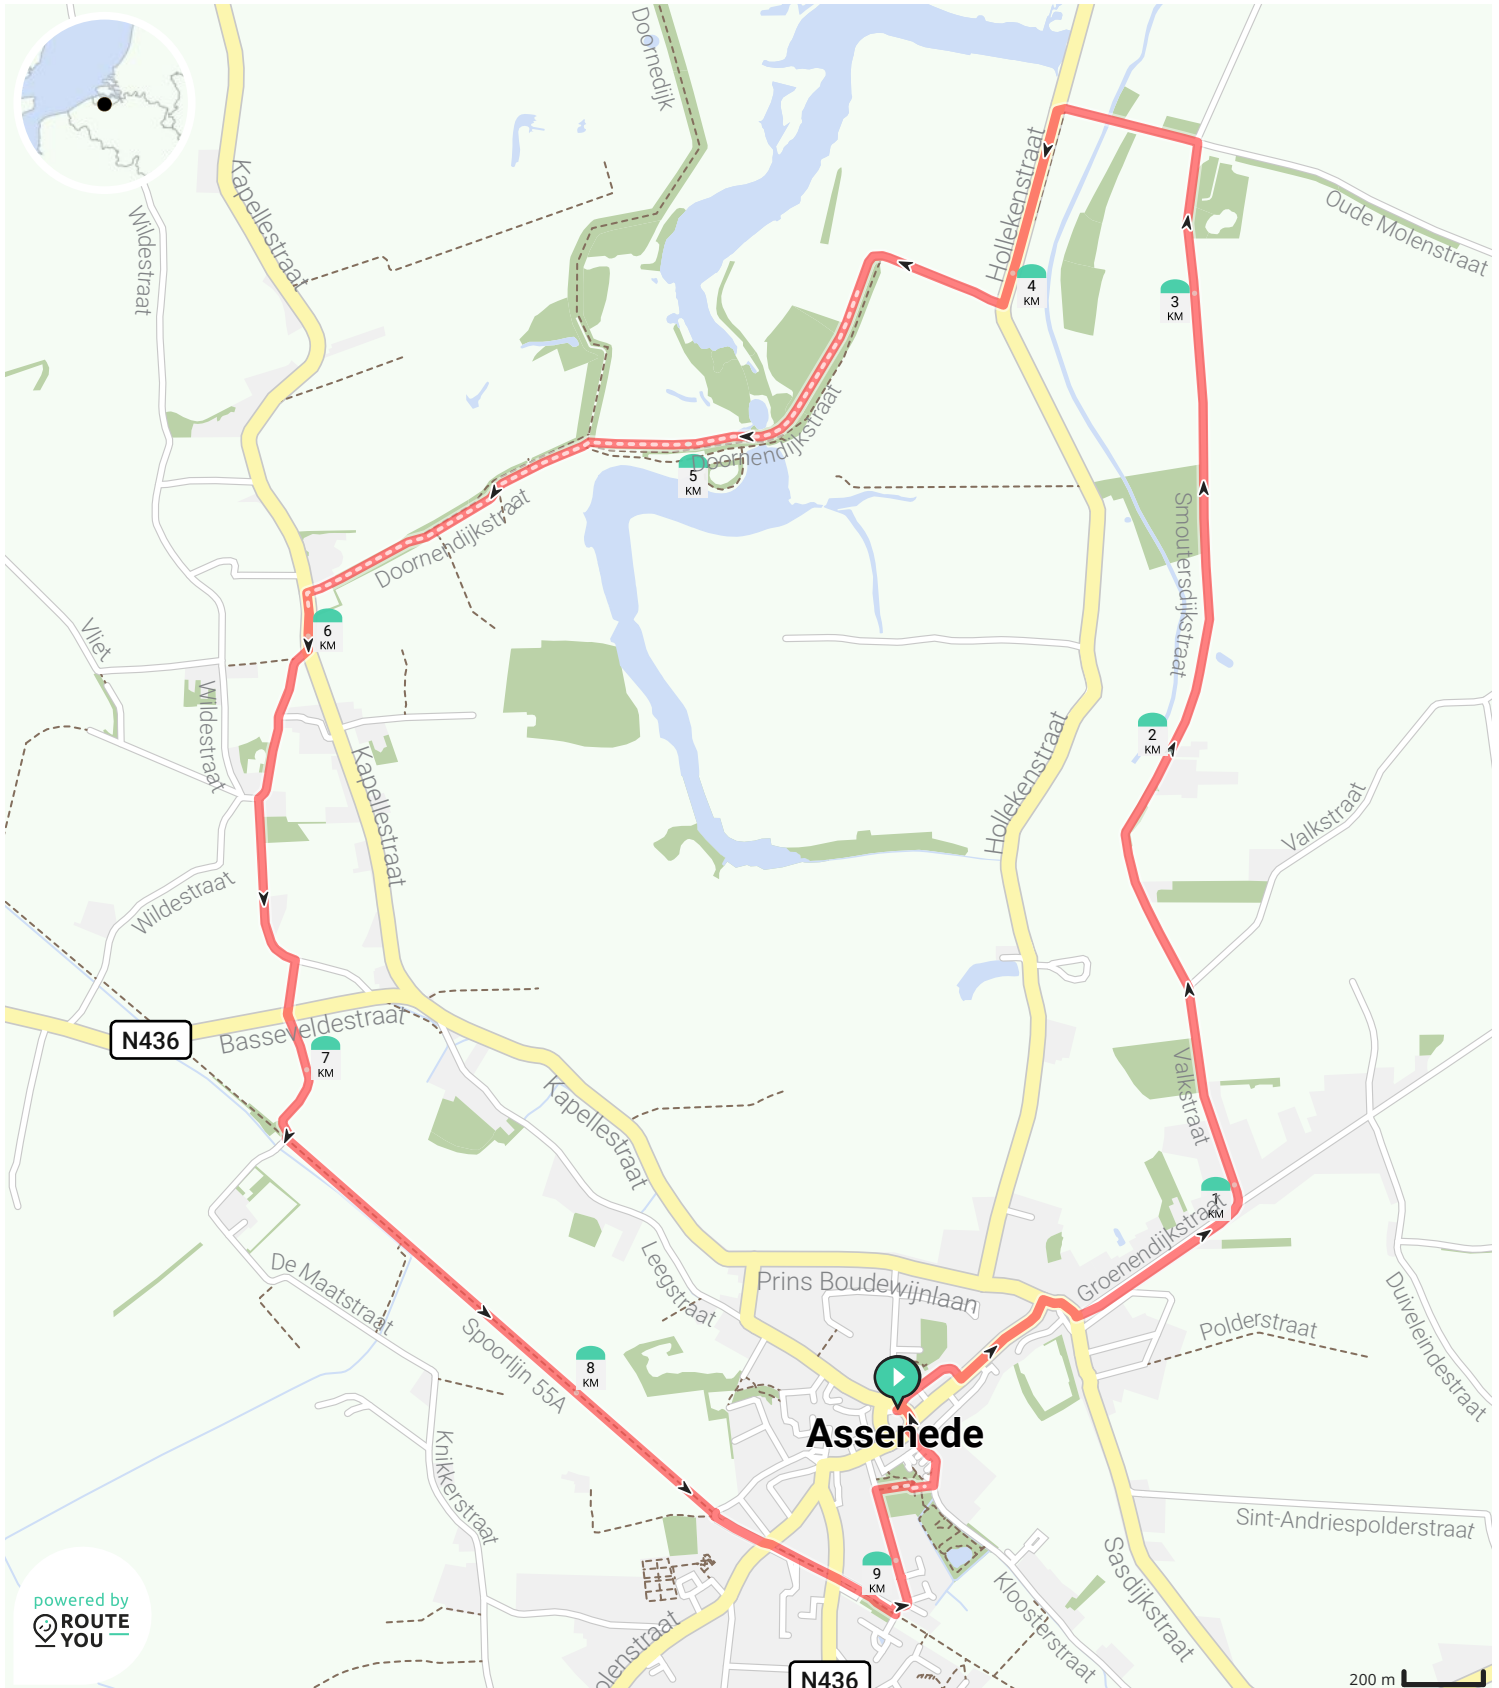 Doornedijk
Kapellestraat
Wildestraat
Hollekenstraat
Oude Molenstraat
4
KM
3
KM
Doornendijkstraat
5
KM
Doornendijkstraat
Smoutersdijkstraat
6
KM
Vliet
Wildestraat
2
KM
Kapellestraat
Hollekenstraat
Valkstraat
Wildestraat
N436
Basseveldestraat
7
KM
Kapellestraat
Valkstraat
1
KM
Groenendijkstraat
Leegstraat
Prins Boudewijnlaan
De Maatstraat
Polderstraat
Duiveleindestraat
Spoorlijn 55A
8
KM
Assenede
Knikkerstraat
Sint-Andriespolderstraat
Sasdijkstraat
9
KM
Kloosterstraat
powered by
ROUTE
YOU
olenstraat
N436
200 m